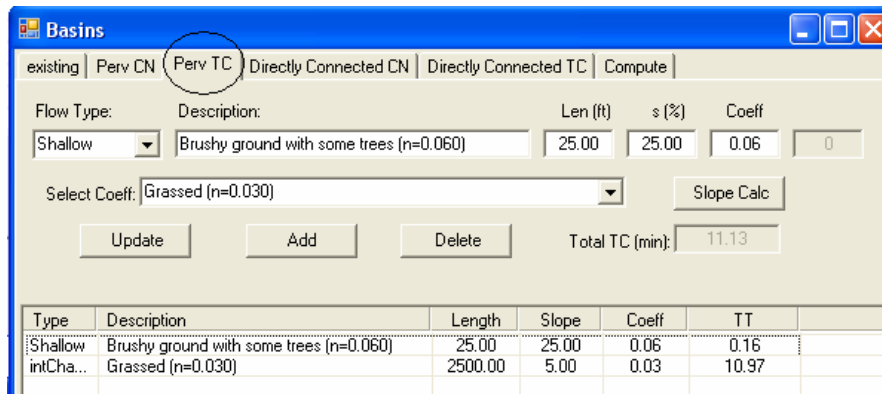 Basins
existing Perv CN Perv TC Directly Connected CN Directly Connected TC Compute
Flow Type: Description: Len (ft) s (%) Coeff
Shallow Brushy ground with some trees (n=0.060) 25.00 25.00 0.06 0
Select Coeff: Grassed (n=0.030) Slope Calc
Update Add Delete Total TC (min): 11.13
Type Description Length Slope Coeff TT
Shallow Brushy ground with some trees (n=0.060) 25.00 25.00 0.06 0.16
intCha... Grassed (n=0.030) 2500.00 5.00 0.03 10.97